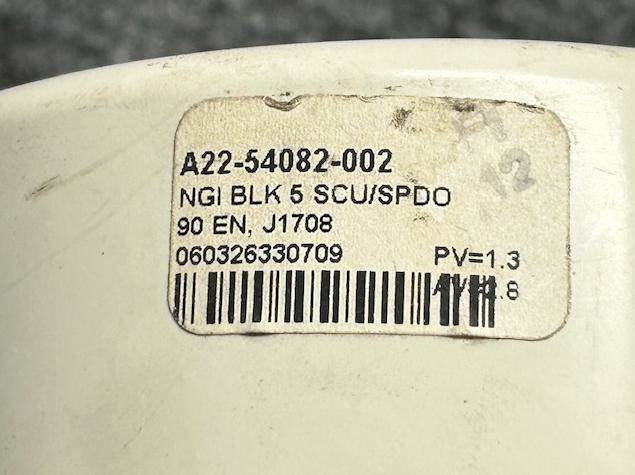 A22-54082-002
NGI BLK 5 SCU/SPDO
90 EN, J1708
060326330709 PV=1.3